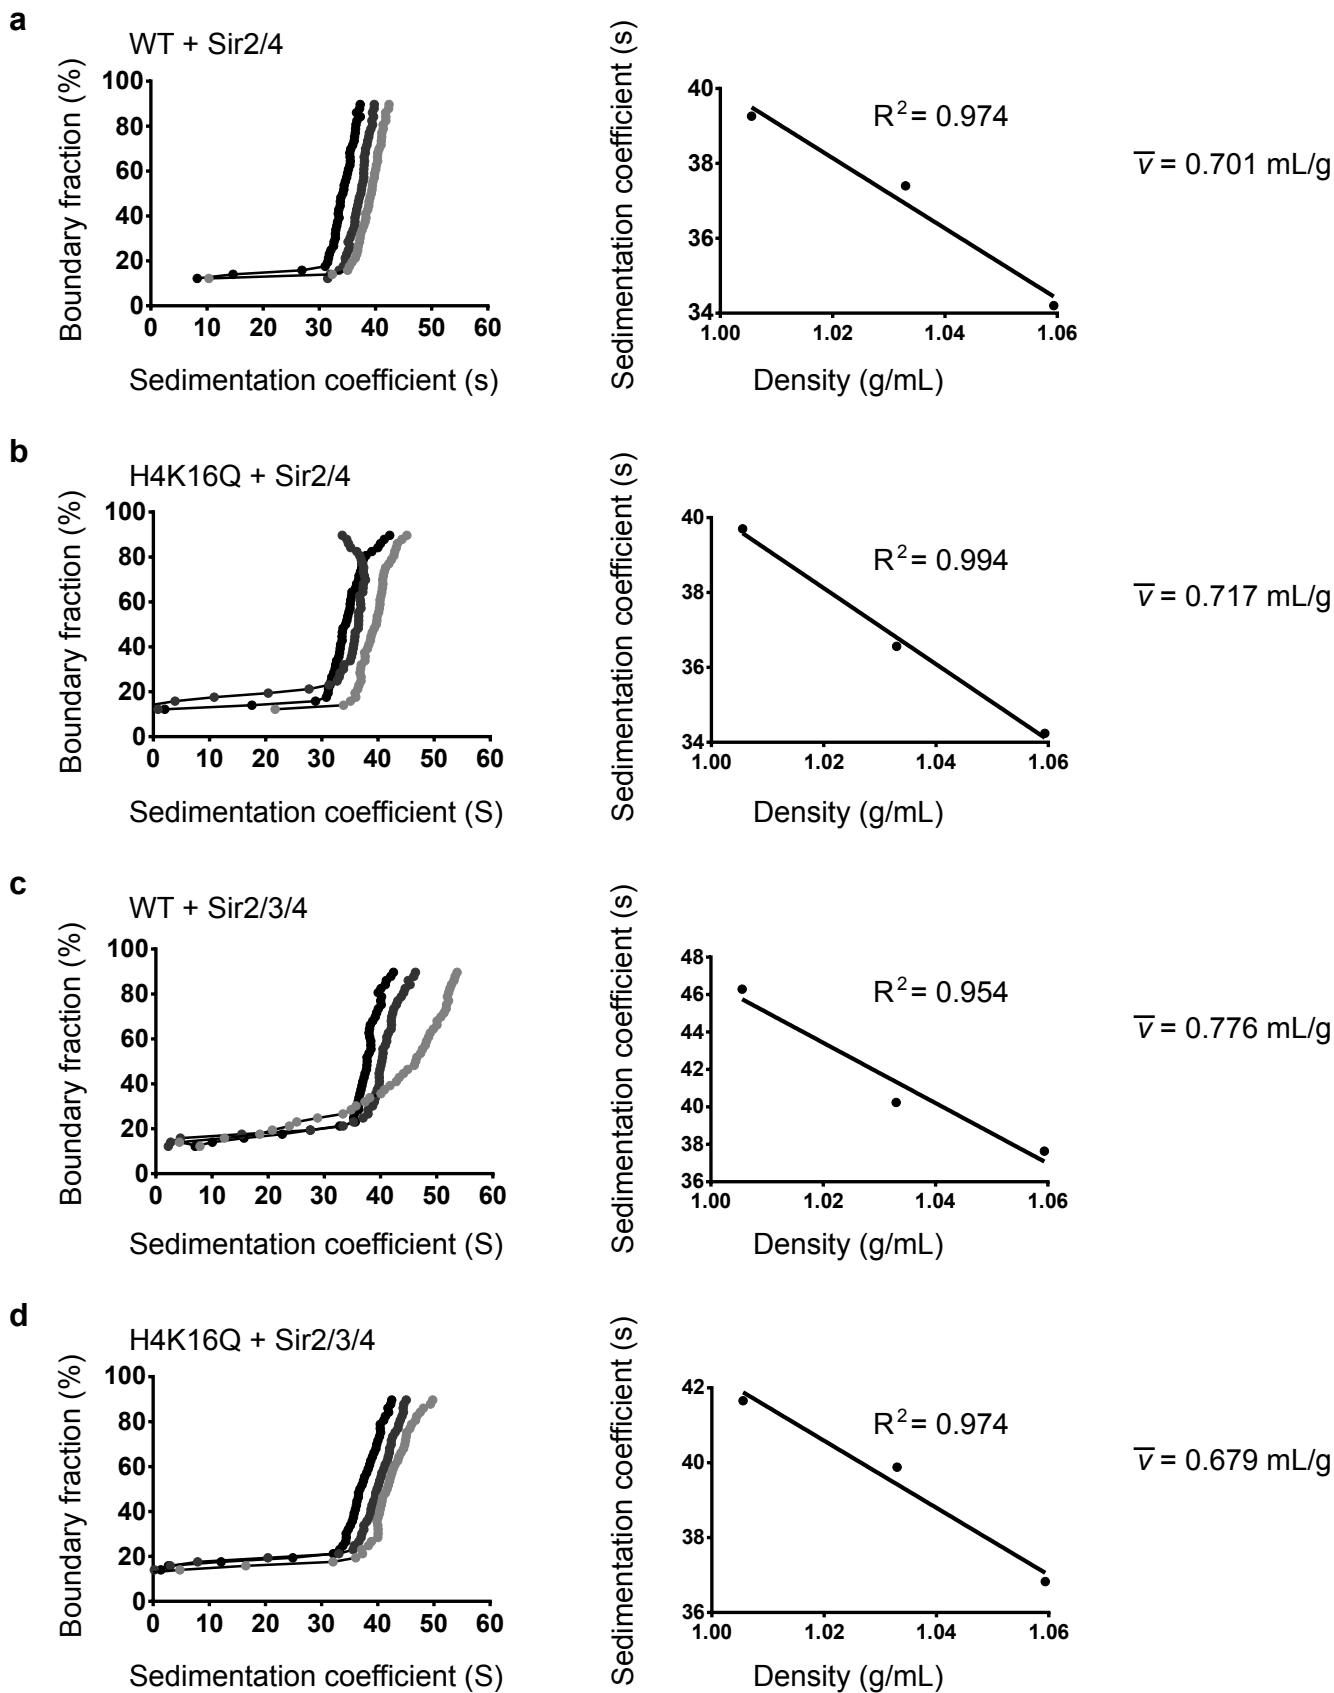 a
WT + Sir2/4
Boundary fraction (%)
100
80
60
40
20
0
0 10 20 30 40 50 60
Sedimentation coefficient (s)
Sedimentation coefficient (s)
40
38
36
34
1.00 1.02 1.04 1.06
Density (g/mL)
R2 = 0.974
v = 0.701 mL/g
b
H4K16Q + Sir2/4
Boundary fraction (%)
100
80
60
40
20
0
0 10 20 30 40 50 60
Sedimentation coefficient (S)
Sedimentation coefficient (s)
40
38
36
34
1.00 1.02 1.04 1.06
Density (g/mL)
R2 = 0.994
v = 0.717 mL/g
c
WT + Sir2/3/4
Boundary fraction (%)
100
80
60
40
20
0
0 10 20 30 40 50 60
Sedimentation coefficient (S)
Sedimentation coefficient (s)
48
46
44
42
40
38
36
1.00 1.02 1.04 1.06
Density (g/mL)
R2 = 0.954
v = 0.776 mL/g
d
H4K16Q + Sir2/3/4
Boundary fraction (%)
100
80
60
40
20
0
0 10 20 30 40 50 60
Sedimentation coefficient (S)
Sedimentation coefficient (s)
42
40
38
36
1.00 1.02 1.04 1.06
Density (g/mL)
R2 = 0.974
v = 0.679 mL/g